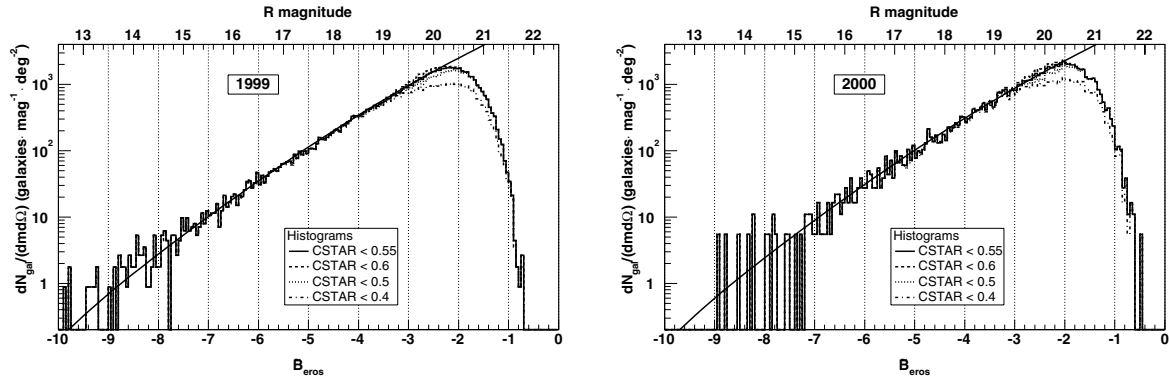 R magnitude
13 14 15 16 17 18 19 20 21 22
dN_gal/(dmdΩ) (galaxies· mag⁻¹ · deg⁻²)
10³
10²
10
1
1999
Histograms
CSTAR < 0.55
CSTAR < 0.6
CSTAR < 0.5
CSTAR < 0.4
-10 -9 -8 -7 -6 -5 -4 -3 -2 -1 0
B_eros
R magnitude
13 14 15 16 17 18 19 20 21 22
dN_gal/(dmdΩ) (galaxies· mag⁻¹ · deg⁻²)
10³
10²
10
1
2000
Histograms
CSTAR < 0.55
CSTAR < 0.6
CSTAR < 0.5
CSTAR < 0.4
-10 -9 -8 -7 -6 -5 -4 -3 -2 -1 0
B_eros